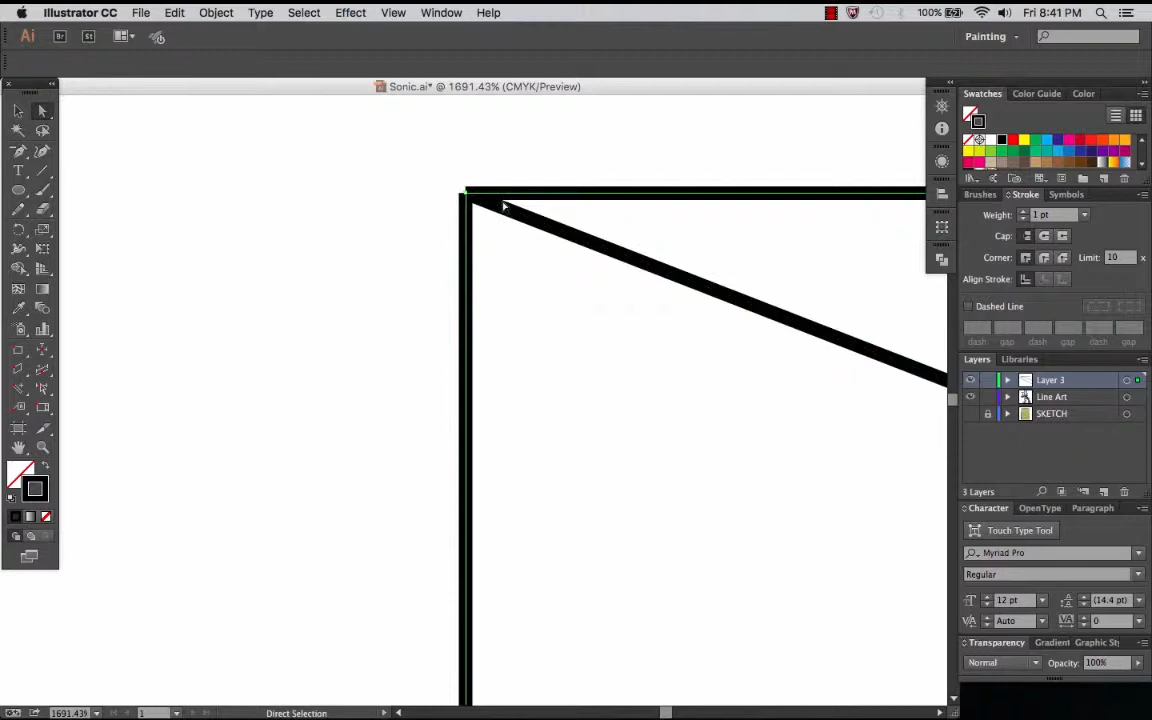 Illustrator CC File Edit Object Type Select Effect View Window Help 100% Fri 8:41 PM
Ai Br St Painting
Sonic.ai* @ 1691.43% (CMYK/Preview)
Swatches Color Guide Color
Brushes Stroke Symbols
Weight: 1 pt
Cap:
Corner: Limit: 10 x
Align Stroke:
Dashed Line
dash gap dash gap dash gap
Layers Libraries
Layer 3
Line Art
SKETCH
3 Layers
Character OpenType Paragraph
Touch Type Tool
Myriad Pro
Regular
12 pt (14.4 pt)
Auto 0
Transparency Gradient Graphic Sty
Normal Opacity: 100%
1691.43% 1 Direct Selection